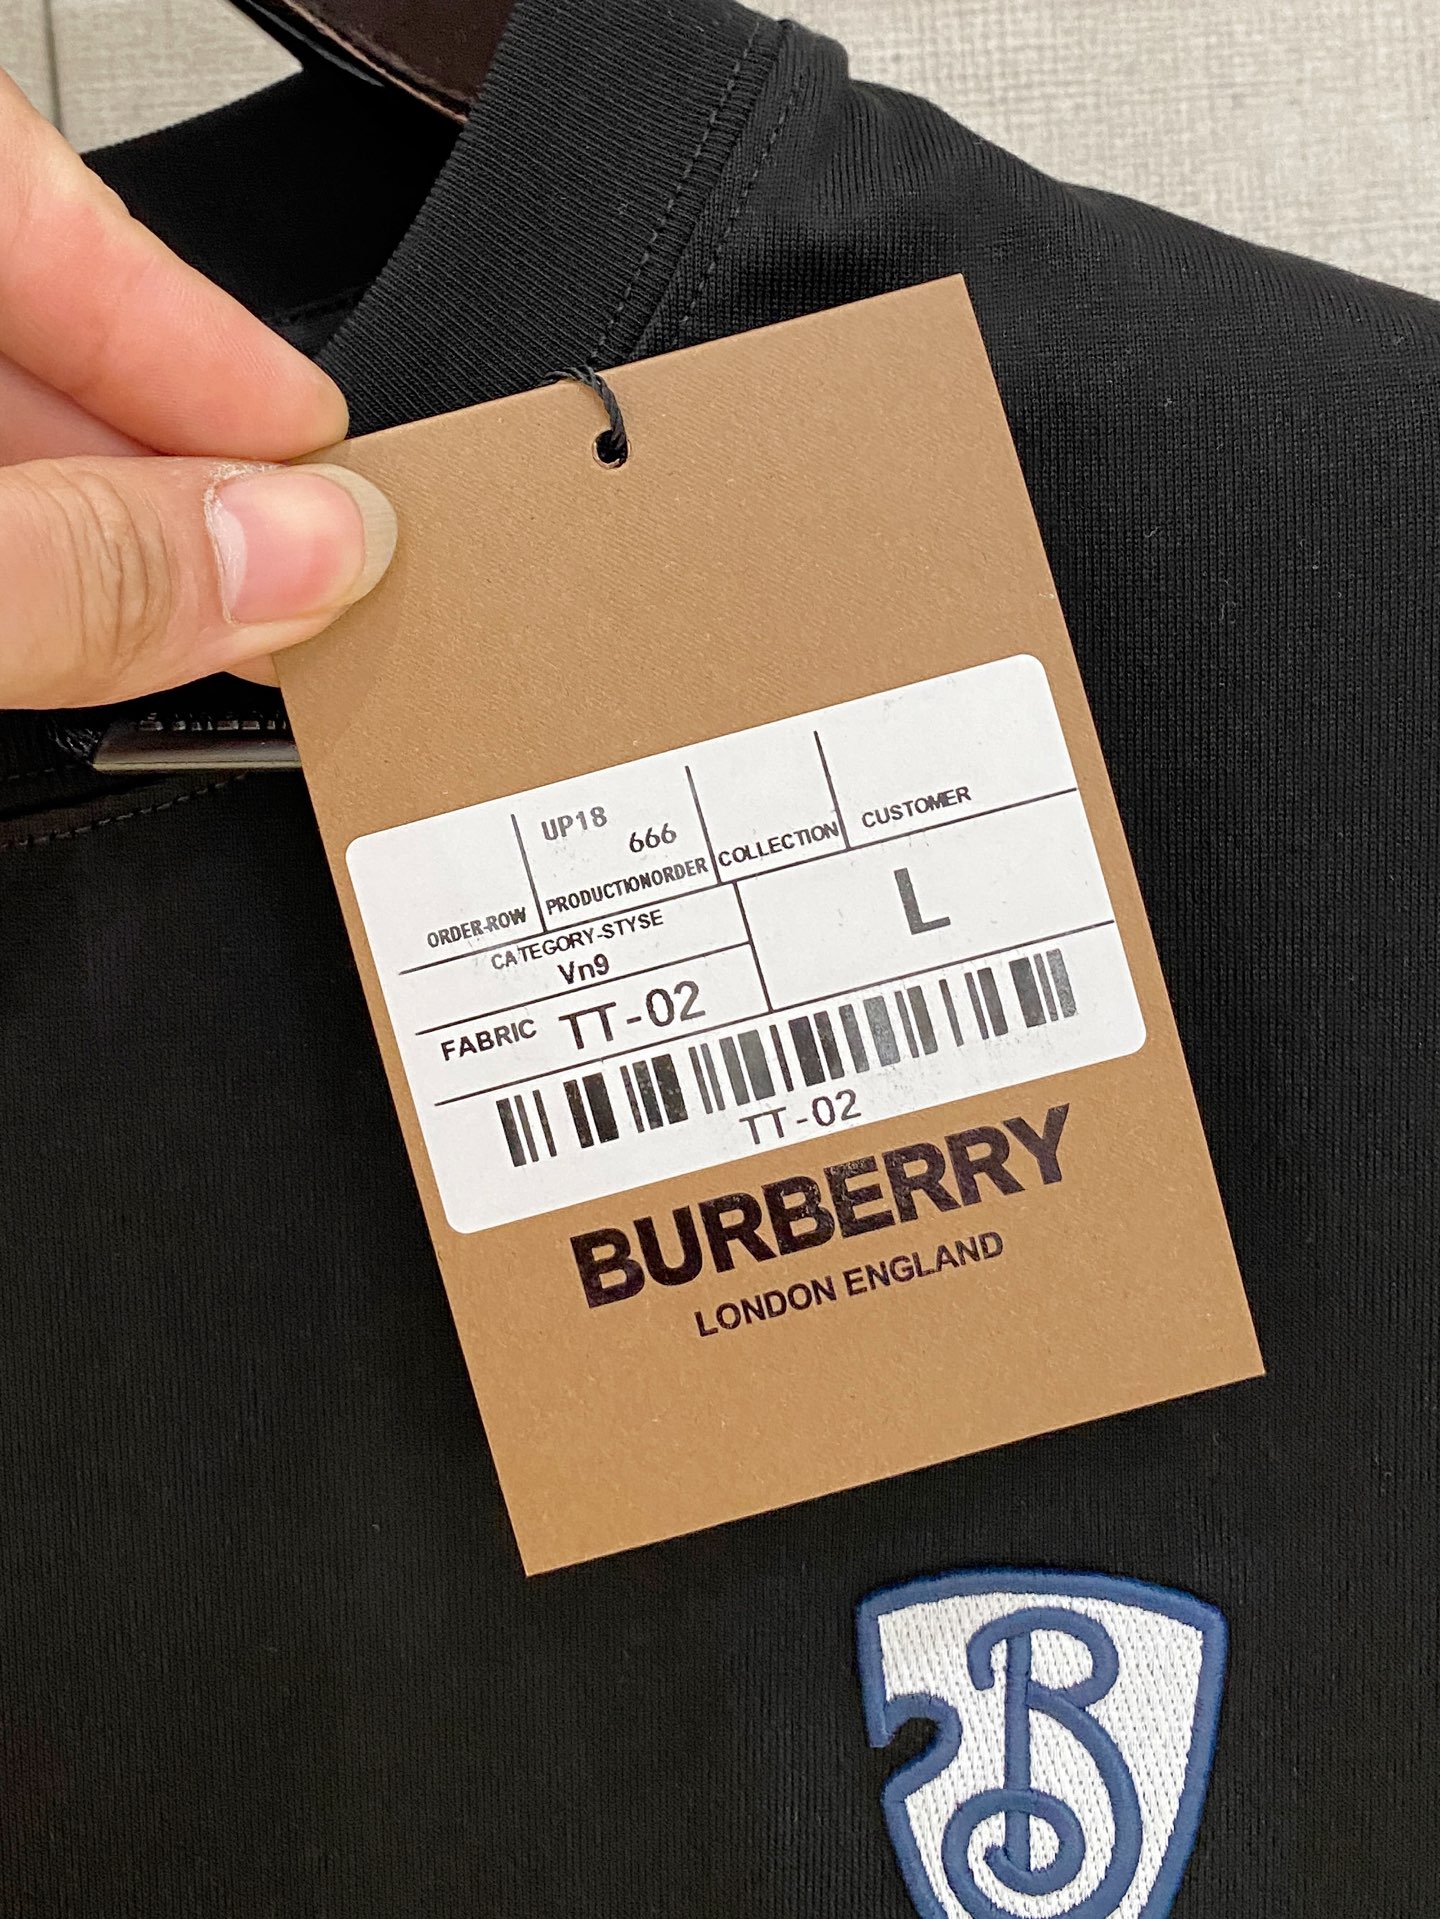 UP18
666
ORDER-ROW
PRODUCTIONORDER
COLLECTION
CUSTOMER
CATEGORY-STYSE
Vn9
L
FABRIC TT-02
TT-02
BURBERRY
LONDON ENGLAND
B